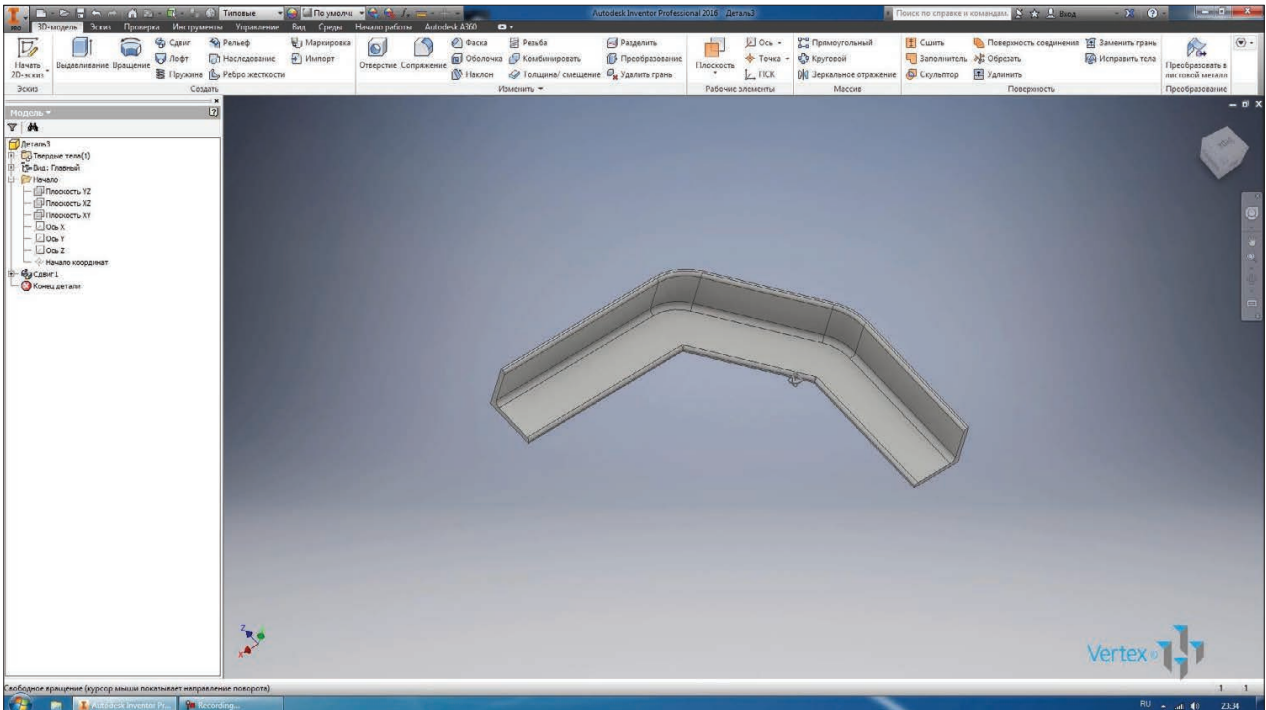 Типовые По умолч Autodesk Inventor Professional 2016 Деталь3 Поиск по справке и командам. Вход
3D-модель Эскиз Проверка Инструменты Управление Вид Среды Начало работы Autodesk A360
Начать 2D-эскиз Выдавливание Вращение Сдвиг Лофт Пружине Рельеф Наследование Ребро жесткости Маркировка Импорт
Отверстие Сопряжение Фаска Оболочка Наклон Резьба Комбинировать Толщина/ смещение Разделить Преобразование Удалить грань
Плоскость Ось Точка ПСК Прямоугольный Круговой Зеркальное отражение
Сшить Заполнитель Скульптор Поверхность соединения Обрезать Удлинить Заменить грань Исправить тела Преобразовать в листовой металл
Эскиз Создать Изменить Рабочие элементы Массив Поверхность Преобразование
Модель
Деталь3
Твердые тела(1)
Вид: Главный
Начало
Плоскость YZ
Плоскость XZ
Плоскость XY
Ось X
Ось Y
Ось Z
Начало координат
Сдвиг1
Конец детали
Z
X
Vertex
Свободное вращение (курсор мыши показывает направление поворота) 1 1
Autodesk Inventor Pr... Recording... RU 23:34